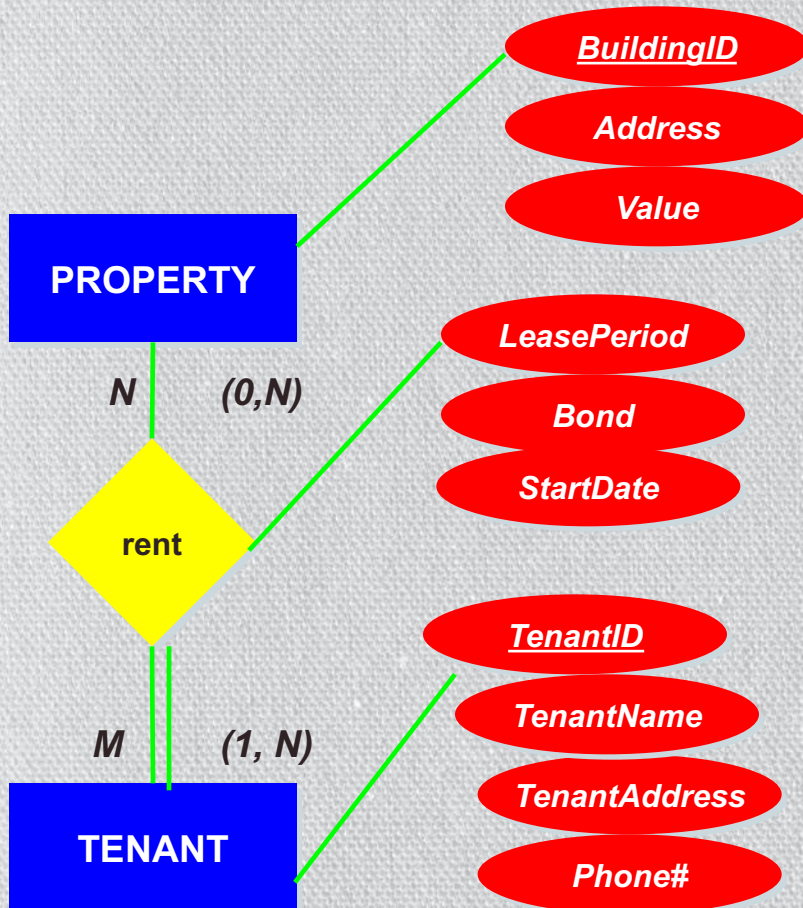 BuildingID
Address
Value
PROPERTY
LeasePeriod
N (0,N)
Bond
StartDate
rent
TenantID
TenantName
M (1, N)
TenantAddress
TENANT
Phone#